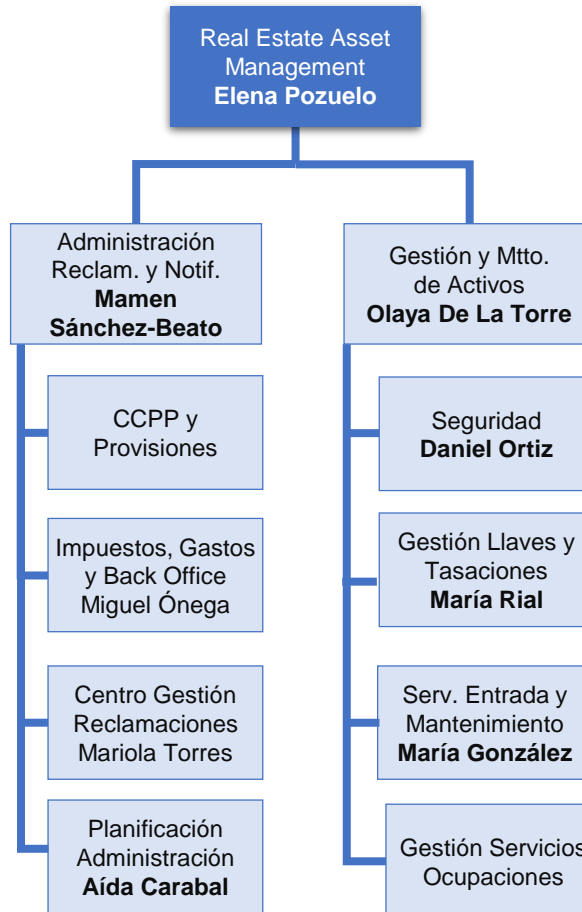 Real Estate Asset
Management
Elena Pozuelo
Administración
Reclam. y Notif.
Mamen
Sánchez-Beato
CCPP y
Provisiones
Impuestos, Gastos
y Back Office
Miguel Ónega
Centro Gestión
Reclamaciones
Mariola Torres
Planificación
Administración
Aída Carabal
Gestión y Mtto.
de Activos
Olaya De La Torre
Seguridad
Daniel Ortiz
Gestión Llaves y
Tasaciones
María Rial
Serv. Entrada y
Mantenimiento
María González
Gestión Servicios
Ocupaciones